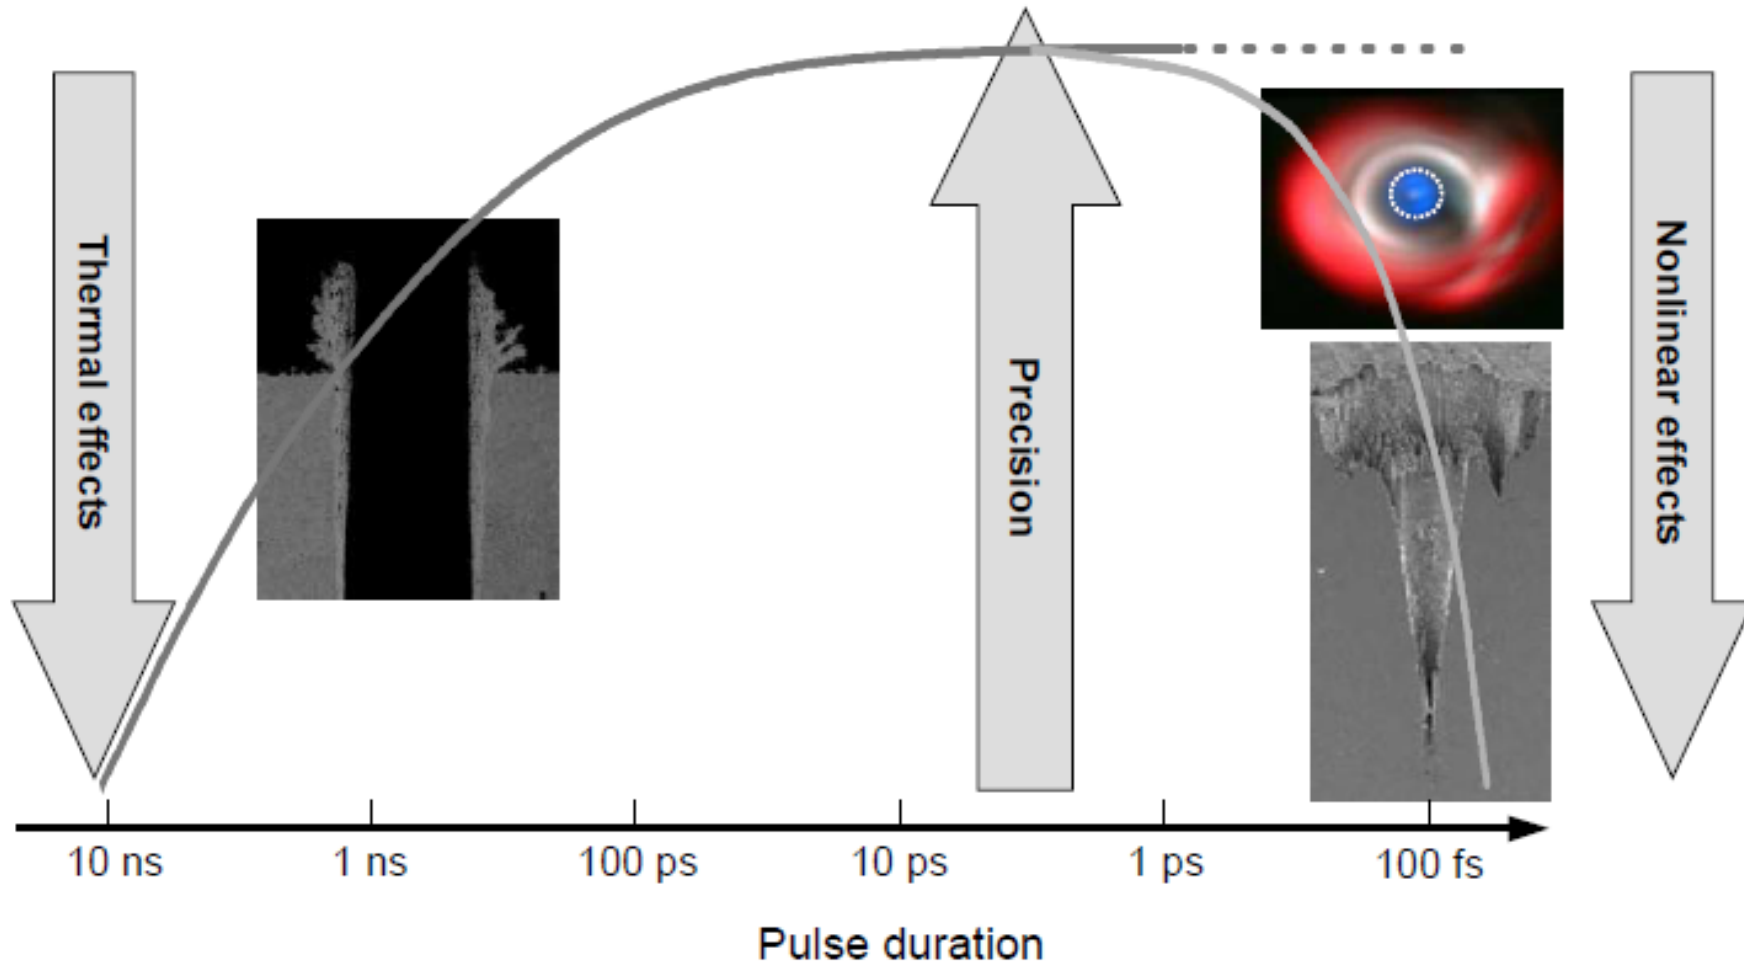 Thermal effects
Precision
Nonlinear effects
10 ns
1 ns
100 ps
10 ps
1 ps
100 fs
Pulse duration